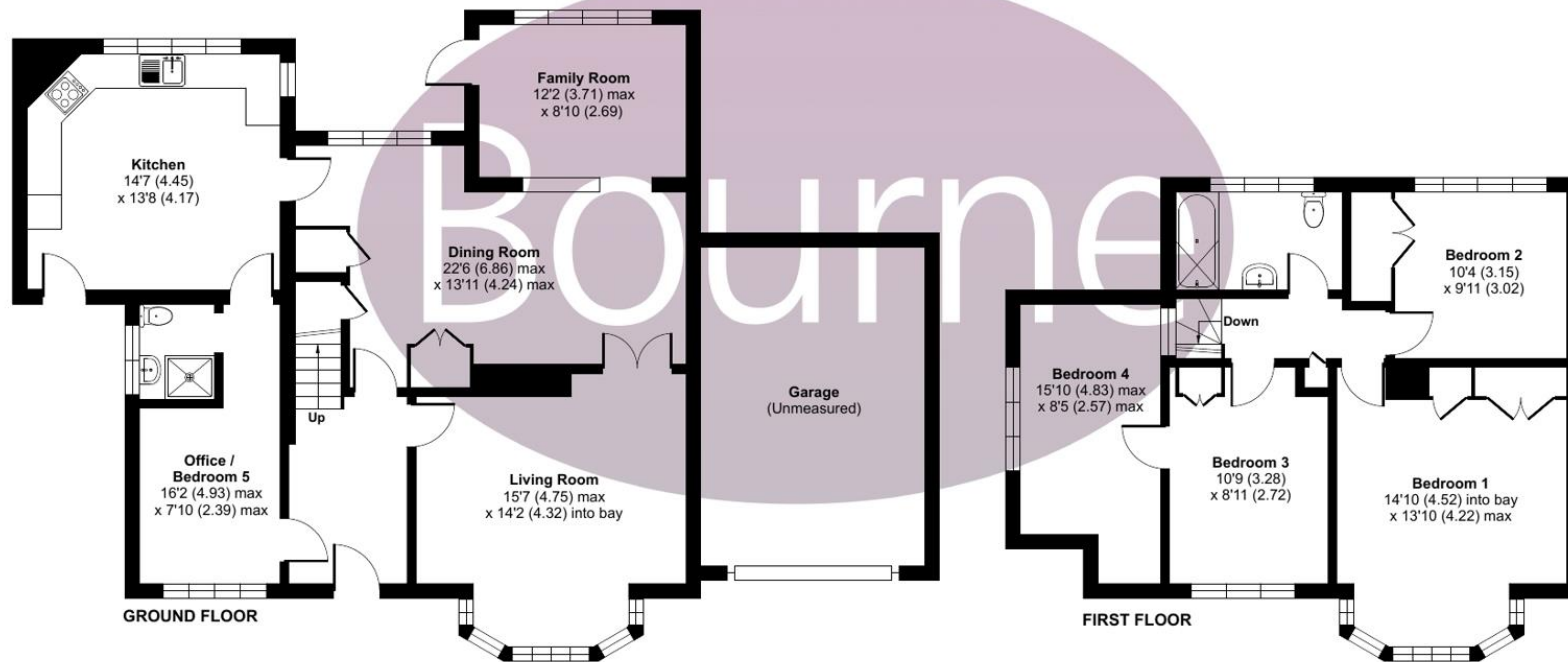 Bourne
Family Room
12'2 (3.71) max
x 8'10 (2.69)
Kitchen
14'7 (4.45)
x 13'8 (4.17)
Dining Room
22'6 (6.86) max
x 13'11 (4.24) max
Up
Office /
Bedroom 5
16'2 (4.93) max
x 7'10 (2.39) max
Living Room
15'7 (4.75) max
x 14'2 (4.32) into bay
Garage
(Unmeasured)
GROUND FLOOR
Bedroom 2
10'4 (3.15)
x 9'11 (3.02)
Down
Bedroom 4
15'10 (4.83) max
x 8'5 (2.57) max
Bedroom 3
10'9 (3.28)
x 8'11 (2.72)
Bedroom 1
14'10 (4.52) into bay
x 13'10 (4.22) max
FIRST FLOOR